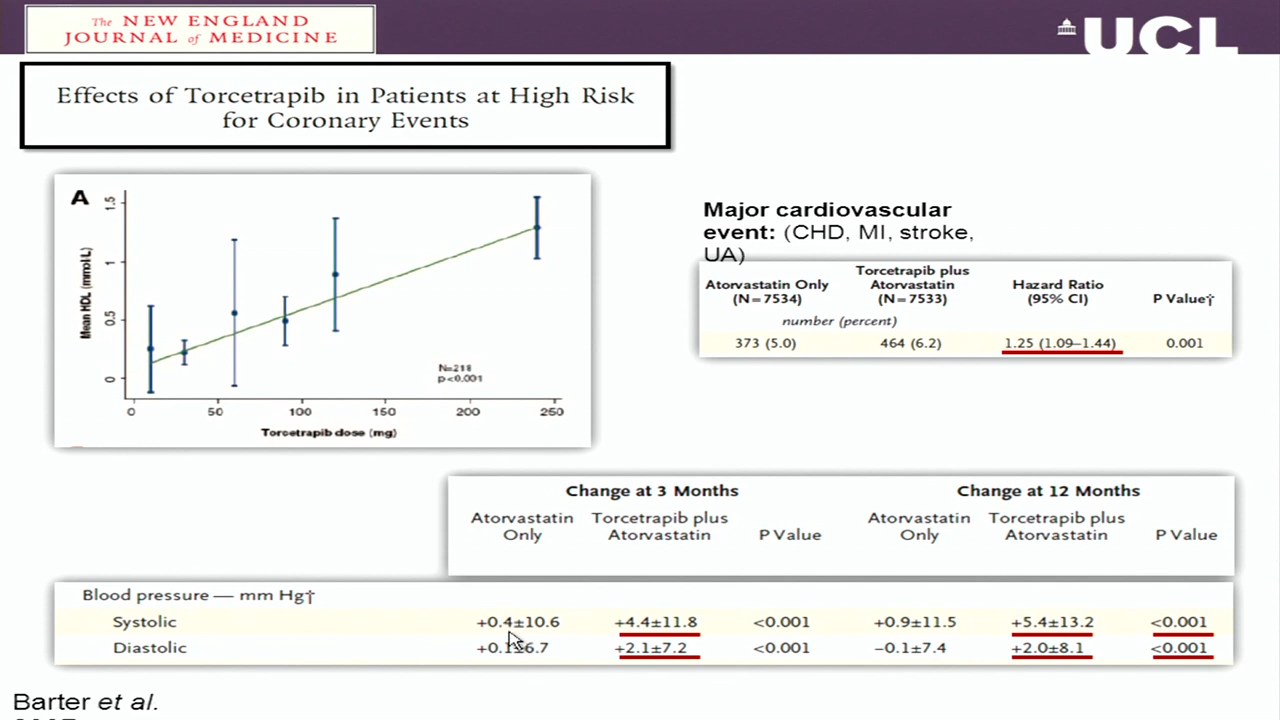 The NEW ENGLAND
JOURNAL of MEDICINE
UCL
Effects of Torcetrapib in Patients at High Risk
for Coronary Events
A
Mean HDL (mmol/L)
1.5
1
0.5
0
0 50 100 150 200 250
N=218
p<0.001
Torcetrapib dose (mg)
Major cardiovascular
event: (CHD, MI, stroke,
UA)
Atorvastatin Only
(N=7534)
Torcetrapib plus
Atorvastatin
(N=7533)
Hazard Ratio
(95% CI)
P Value†
number (percent)
373 (5.0) 464 (6.2) 1.25 (1.09–1.44) 0.001
Change at 3 Months Change at 12 Months
Atorvastatin
Only
Torcetrapib plus
Atorvastatin
P Value
Atorvastatin
Only
Torcetrapib plus
Atorvastatin
P Value
Blood pressure — mm Hg†
Systolic +0.4±10.6 +4.4±11.8 <0.001 +0.9±11.5 +5.4±13.2 <0.001
Diastolic +2.1±7.2 <0.001 −0.1±7.4 +2.0±8.1 <0.001
Barter et al.